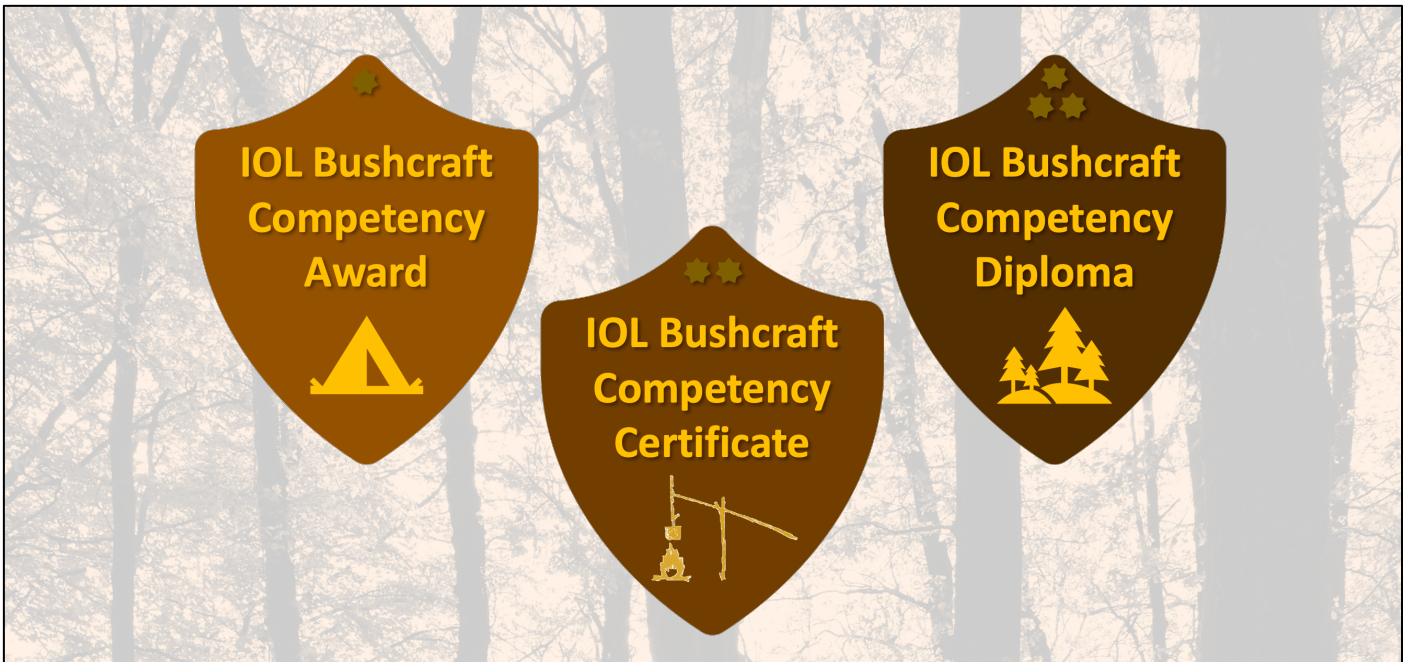 IOL Bushcraft
Competency
Award
IOL Bushcraft
Competency
Certificate
IOL Bushcraft
Competency
Diploma